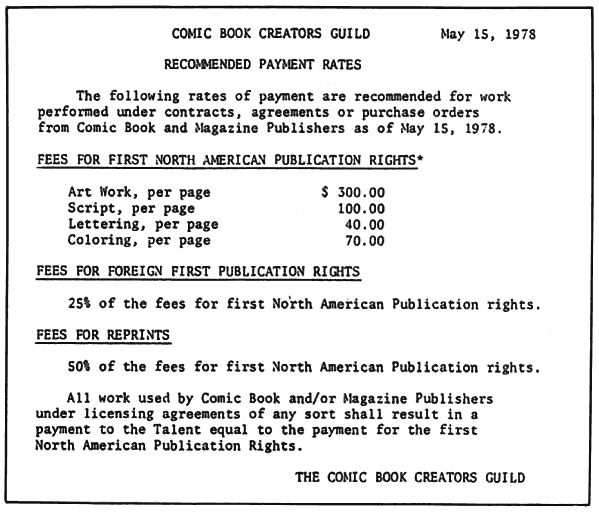 COMIC BOOK CREATORS GUILD May 15, 1978
RECOMMENDED PAYMENT RATES
The following rates of payment are recommended for work
performed under contracts, agreements or purchase orders
from Comic Book and Magazine Publishers as of May 15, 1978.
FEES FOR FIRST NORTH AMERICAN PUBLICATION RIGHTS*
Art Work, per page $ 300.00
Script, per page 100.00
Lettering, per page 40.00
Coloring, per page 70.00
FEES FOR FOREIGN FIRST PUBLICATION RIGHTS
25% of the fees for first North American Publication rights.
FEES FOR REPRINTS
50% of the fees for first North American Publication rights.
All work used by Comic Book and/or Magazine Publishers
under licensing agreements of any sort shall result in a
payment to the Talent equal to the payment for the first
North American Publication Rights.
THE COMIC BOOK CREATORS GUILD